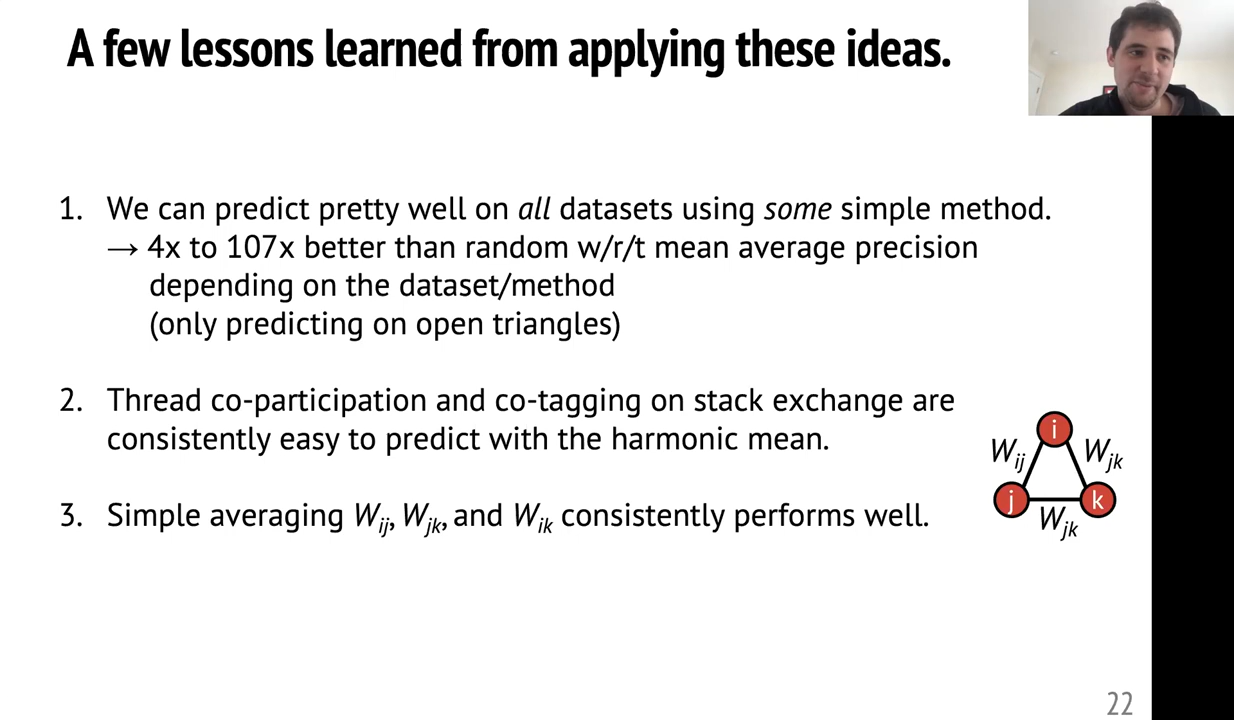 A few lessons learned from applying these ideas.
1. We can predict pretty well on all datasets using some simple method.
→ 4x to 107x better than random w/r/t mean average precision
depending on the dataset/method
(only predicting on open triangles)
2. Thread co-participation and co-tagging on stack exchange are
consistently easy to predict with the harmonic mean.
3. Simple averaging Wij, Wjk, and Wik consistently performs well.
i
Wij Wjk
j k
Wjk
22